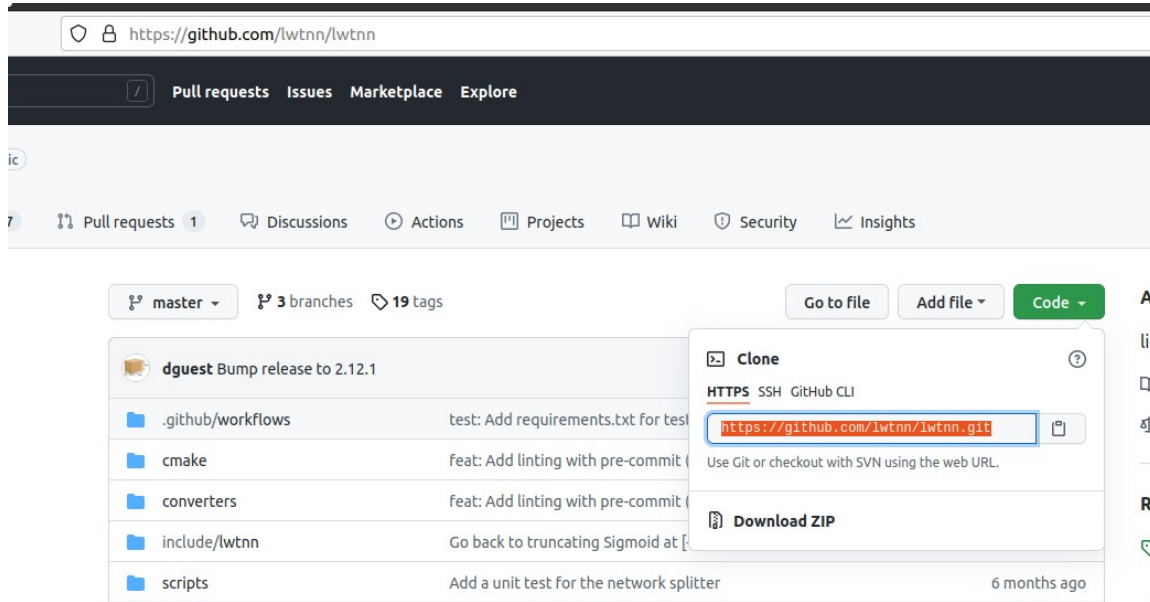 https://github.com/lwtnn/lwtnn
/ Pull requests Issues Marketplace Explore
ic
7 Pull requests 1 Discussions Actions Projects Wiki Security Insights
master 3 branches 19 tags Go to file Add file Code
dguest Bump release to 2.12.1
.github/workflows test: Add requirements.txt for test
cmake feat: Add linting with pre-commit (
converters feat: Add linting with pre-commit (
include/lwtnn Go back to truncating Sigmoid at [-
scripts Add a unit test for the network splitter 6 months ago
Clone
HTTPS SSH GitHub CLI
https://github.com/lwtnn/lwtnn.git
Use Git or checkout with SVN using the web URL.
Download ZIP
A
li
R